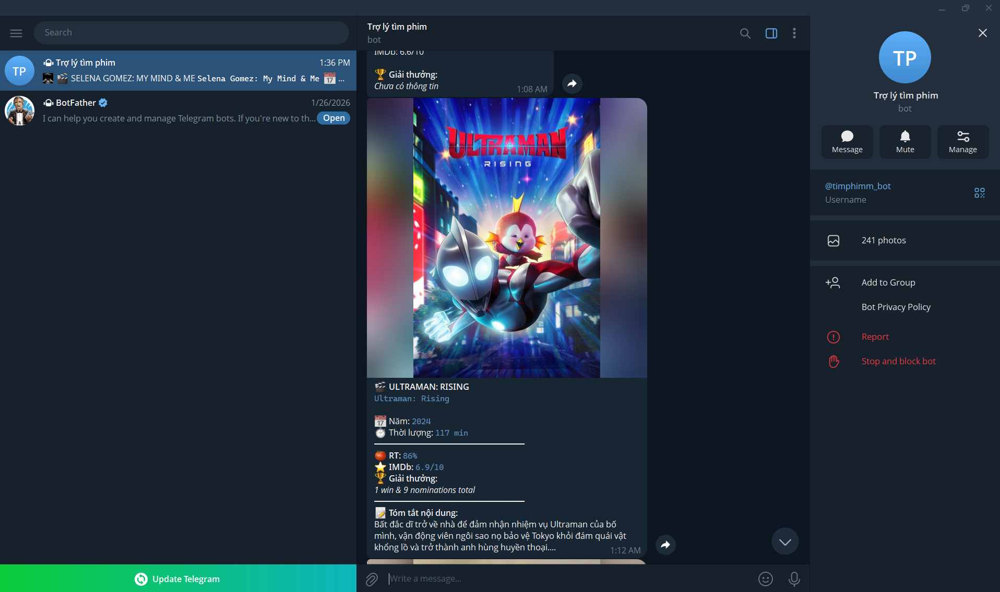 Search
TP
Trợ lý tìm phim
1:36 PM
SELENA GOMEZ: MY MIND & ME Selena Gomez: My Mind & Me 17 ...
BotFather
1/26/2026
I can help you create and manage Telegram bots. If you're new to th...
Open
Update Telegram
Trợ lý tìm phim
bot
IMDb: 6.6/10
Giải thưởng:
Chưa có thông tin
1:08 AM
ULTRAMAN
RISING
ULTRAMAN: RISING
Ultraman: Rising
17 Năm: 2024
Thời lượng: 117 min
RT: 86%
IMDb: 6.9/10
Giải thưởng:
1 win & 9 nominations total
Tóm tắt nội dung:
Bất đắc dĩ trở về nhà để đảm nhận nhiệm vụ Ultraman của bố
mình, vận động viên ngôi sao nọ bảo vệ Tokyo khỏi đám quái vật
khổng lồ và trở thành anh hùng huyền thoại....
1:12 AM
Write a message...
TP
Trợ lý tìm phim
bot
Message
Mute
Manage
@timphimm_bot
Username
241 photos
Add to Group
Bot Privacy Policy
Report
Stop and block bot